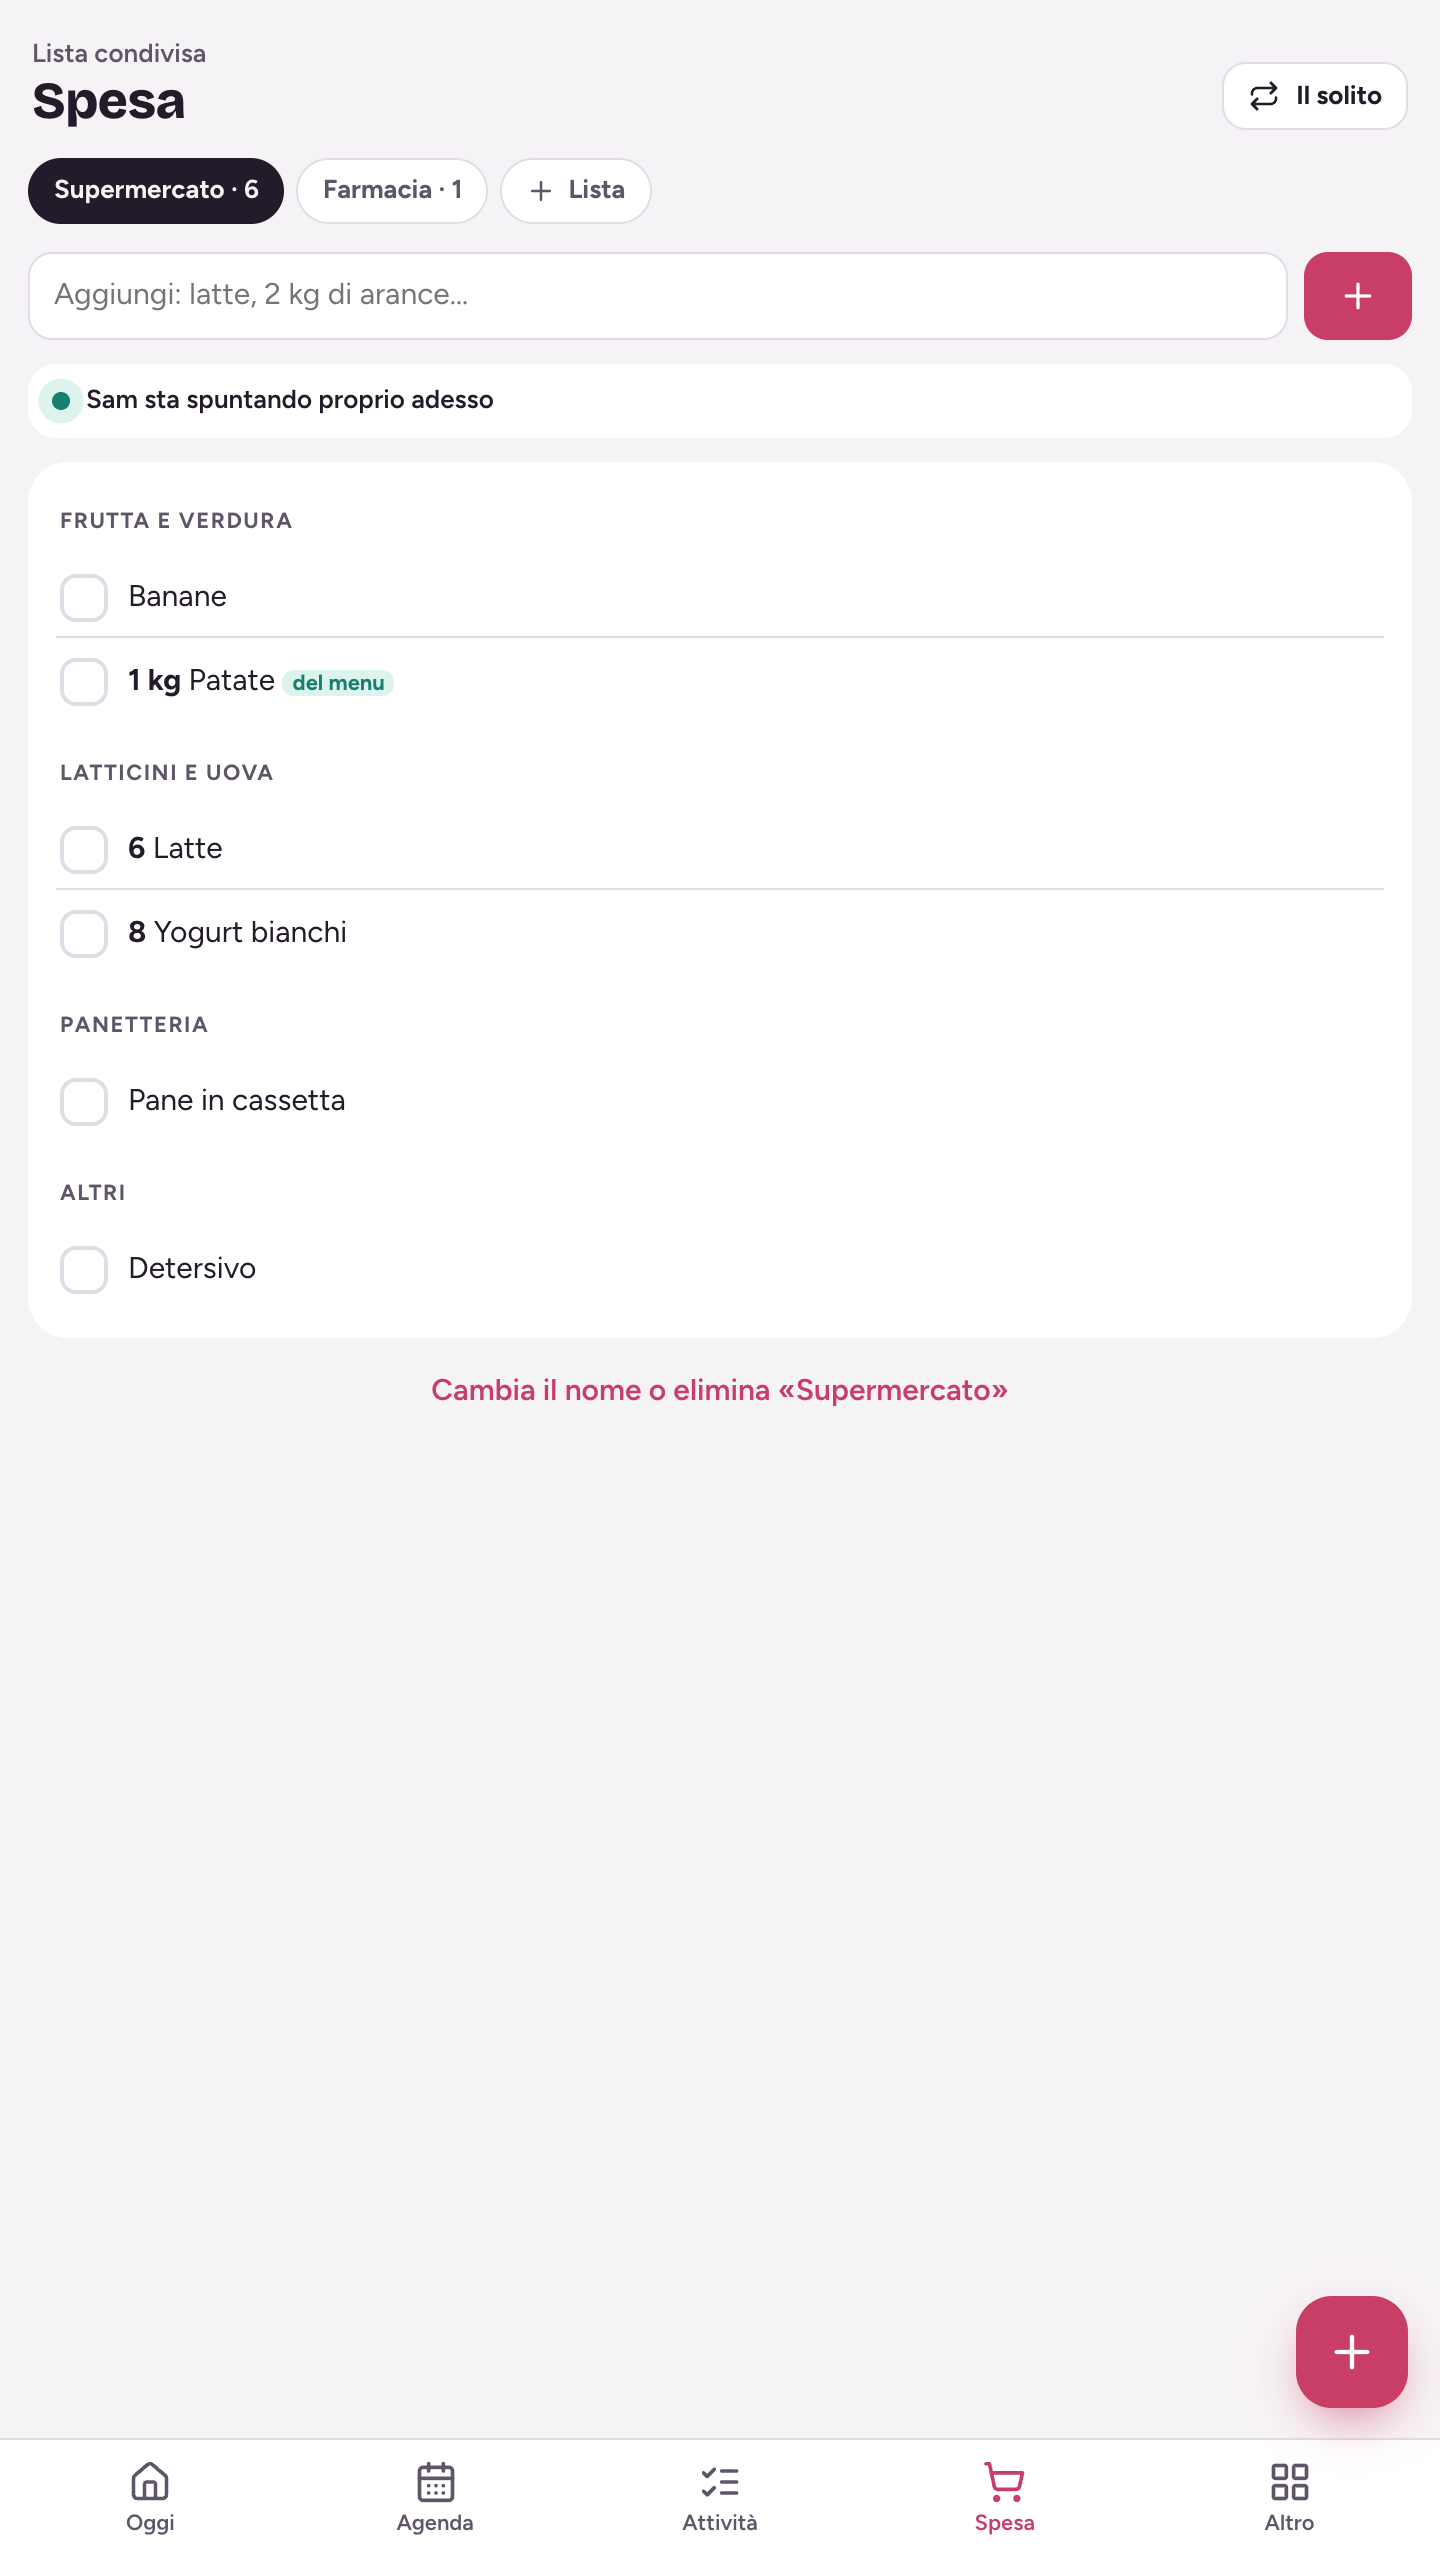 Lista condivisa
Spesa
Il solito
Supermercato · 6
Farmacia · 1
Lista
Aggiungi: latte, 2 kg di arance…
Sam sta spuntando proprio adesso
FRUTTA E VERDURA
Banane
1 kg Patate del menu
LATTICINI E UOVA
6 Latte
8 Yogurt bianchi
PANETTERIA
Pane in cassetta
ALTRI
Detersivo
Cambia il nome o elimina «Supermercato»
Oggi
Agenda
Attività
Spesa
Altro